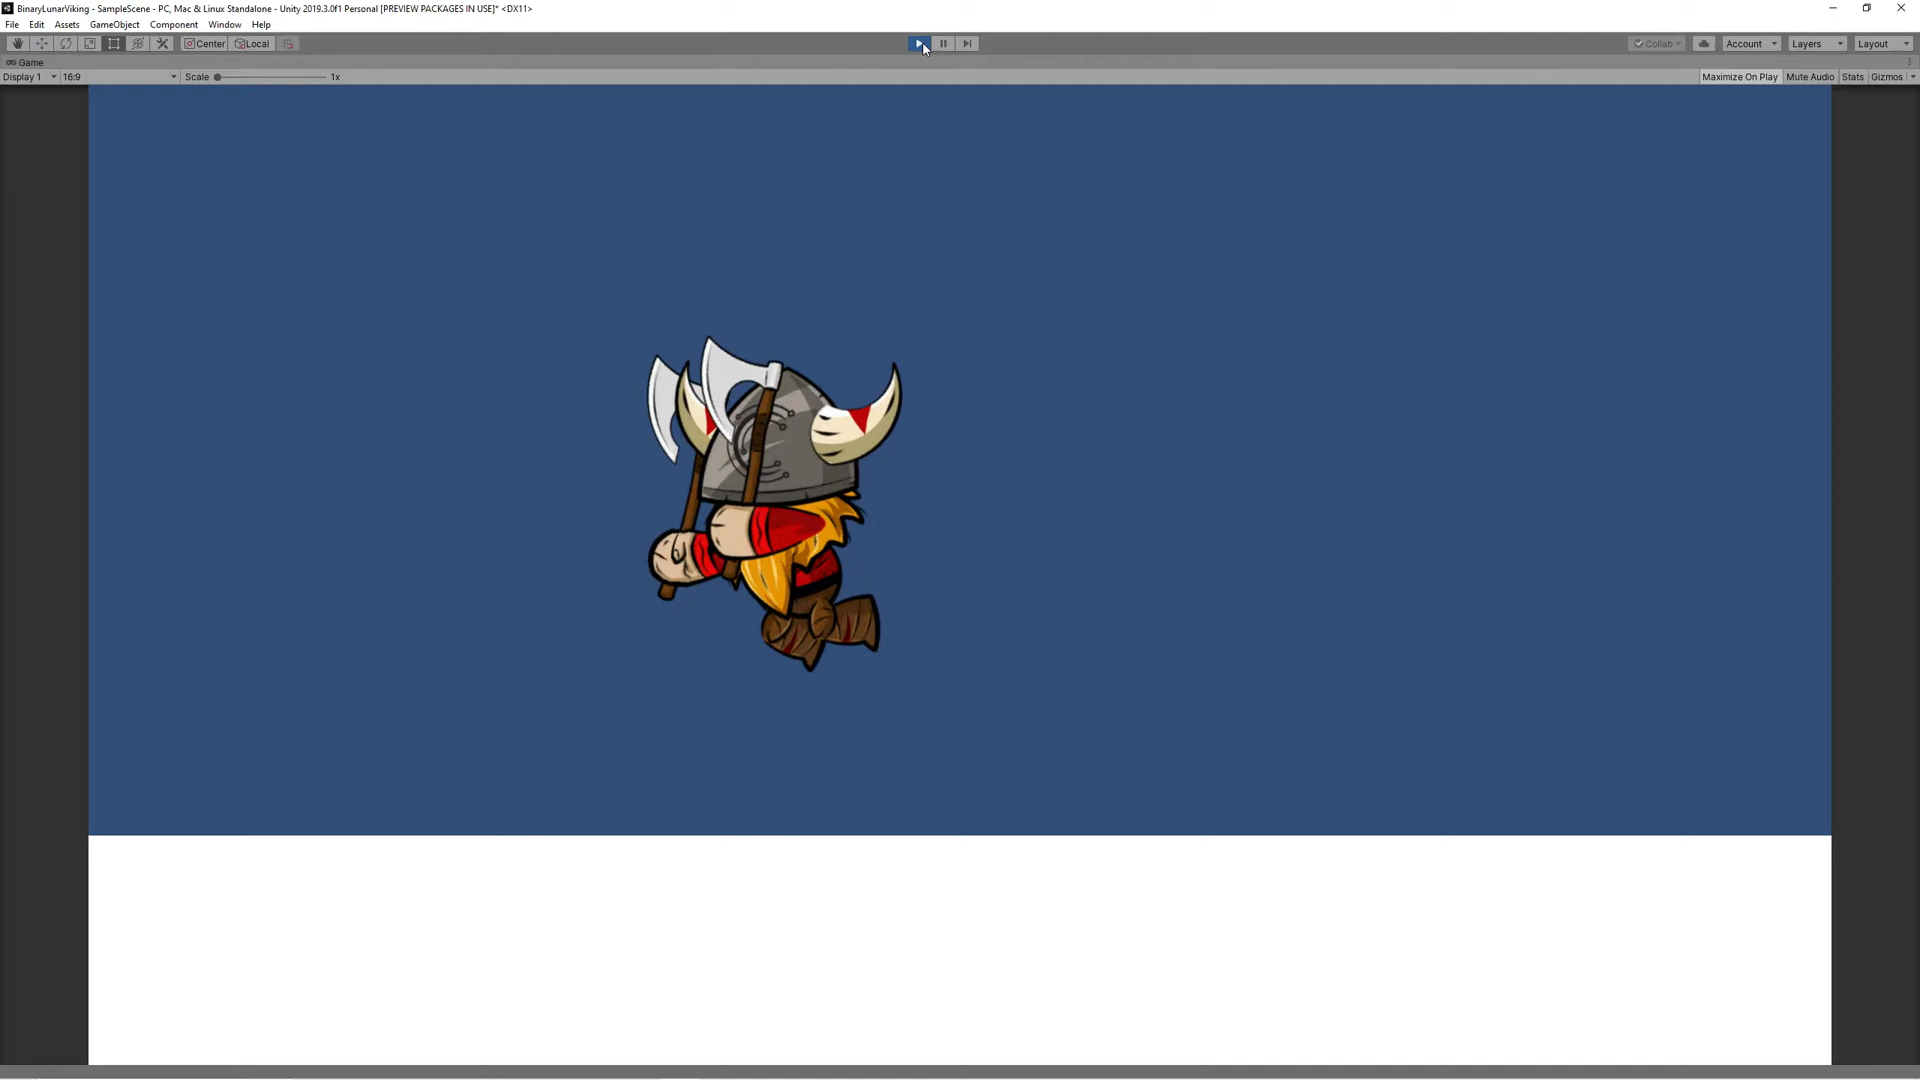 BinaryLunarViking - SampleScene - PC, Mac & Linux Standalone - Unity 2019.3.0f1 Personal [PREVIEW PACKAGES IN USE]* <DX11>
File Edit Assets GameObject Component Window Help
Center Local Collab Account Layers Layout
Game
Display 1 16:9 Scale 1x Maximize On Play Mute Audio Stats Gizmos